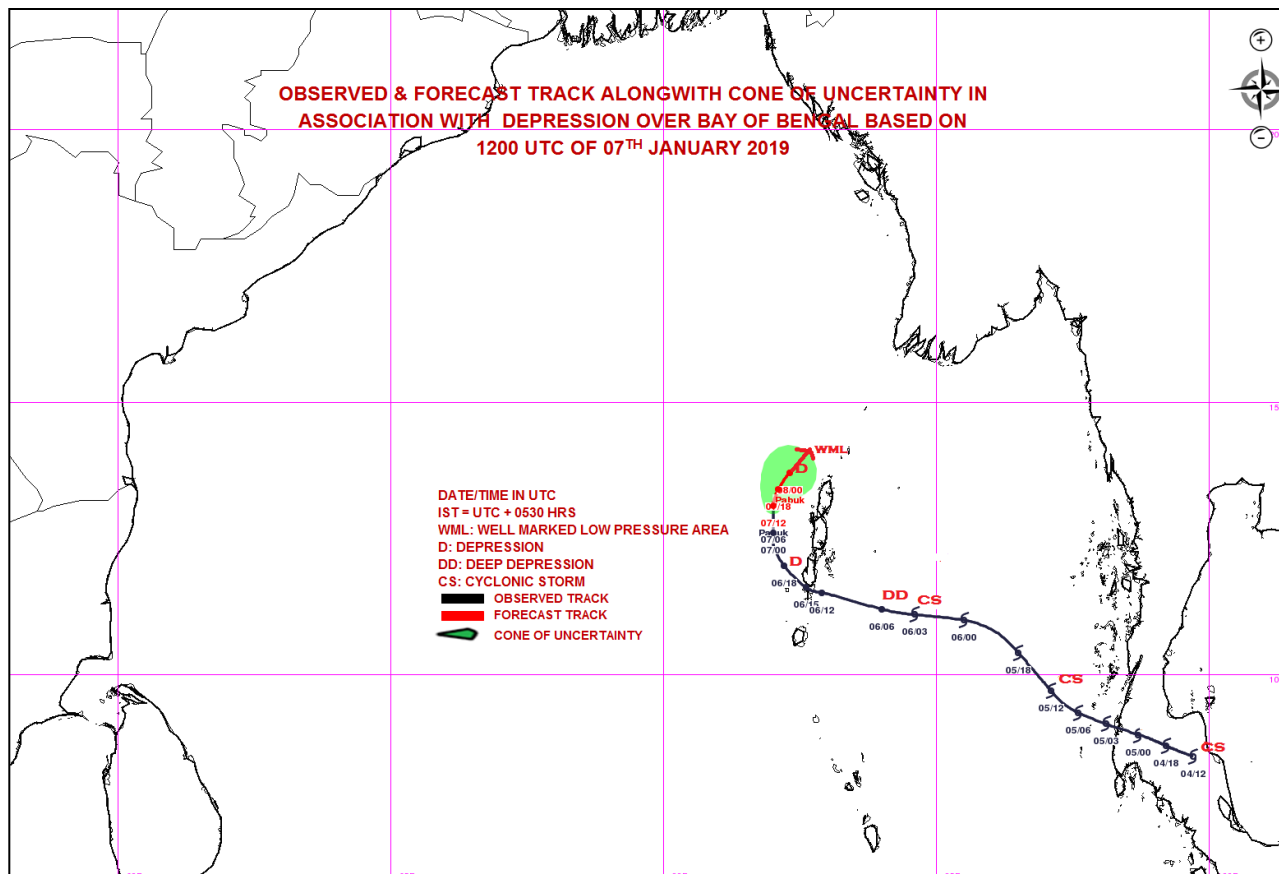 OBSERVED & FORECAST TRACK ALONGWITH CONE OF UNCERTAINTY IN
ASSOCIATION WITH DEPRESSION OVER BAY OF BENGAL BASED ON
1200 UTC OF 07TH JANUARY 2019
WML
D
08/00
Pabuk
07/18
07/12
Pabuk
07/06
07/00
D
06/18
06/15
06/12
DD
06/06
CS
06/03
06/00
05/18
CS
05/12
05/06
05/03
05/00
04/18
CS
04/12
DATE/TIME IN UTC
IST = UTC + 0530 HRS
WML: WELL MARKED LOW PRESSURE AREA
D: DEPRESSION
DD: DEEP DEPRESSION
CS: CYCLONIC STORM
OBSERVED TRACK
FORECAST TRACK
CONE OF UNCERTAINTY